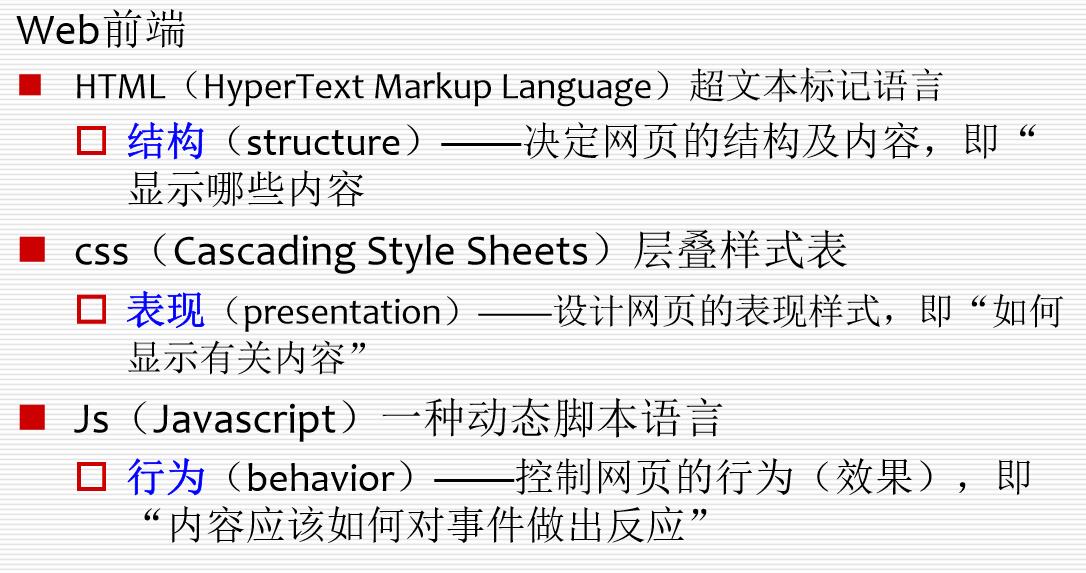 Web前端
HTML（HyperText Markup Language）超文本标记语言
结构（structure）——决定网页的结构及内容，即“
显示哪些内容
css（Cascading Style Sheets）层叠样式表
表现（presentation）——设计网页的表现样式，即“如何
显示有关内容”
Js（Javascript）一种动态脚本语言
行为（behavior）——控制网页的行为（效果），即
“内容应该如何对事件做出反应”